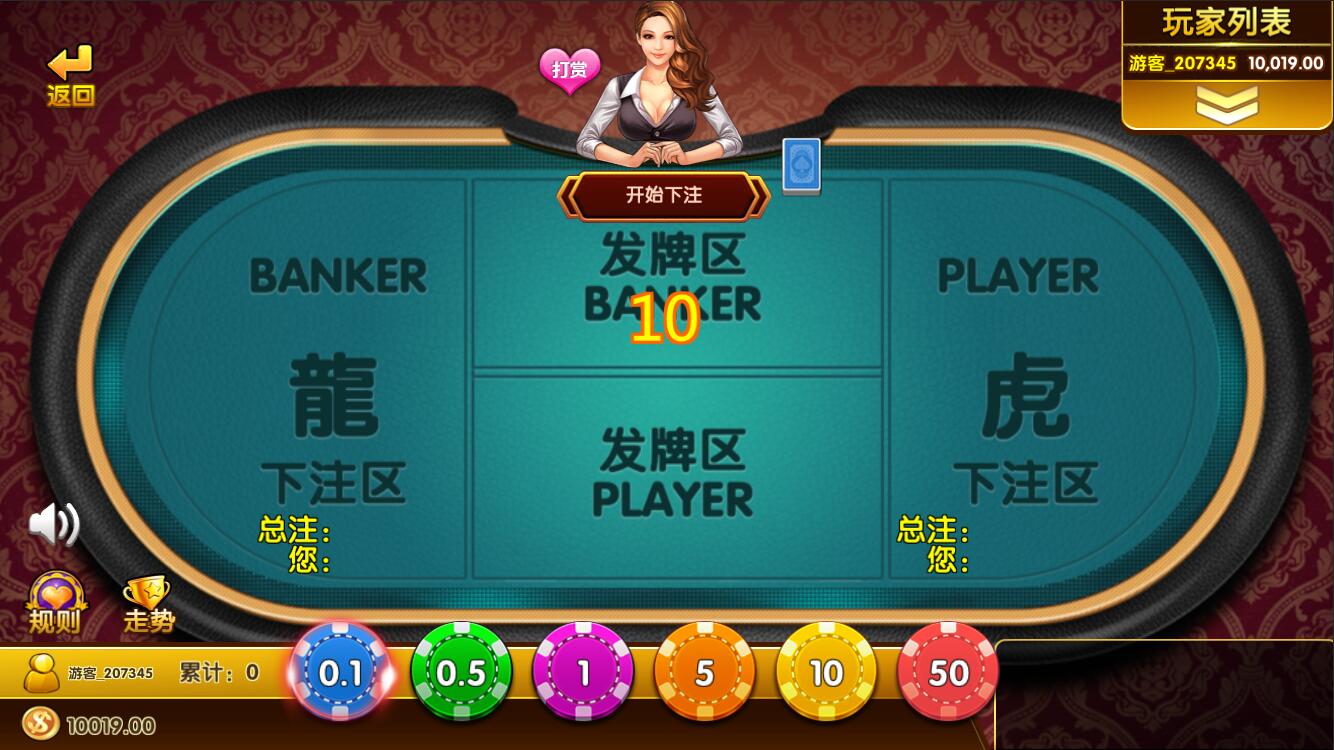 玩家列表
游客_207345 10,019.00
返回
打赏
开始下注
发牌区
BANKER
10
BANKER
龍
下注区
总注:
您:
PLAYER
虎
下注区
总注:
您:
发牌区
PLAYER
规则
走势
游客_207345 累计: 0
10019.00
0.1 0.5 1 5 10 50